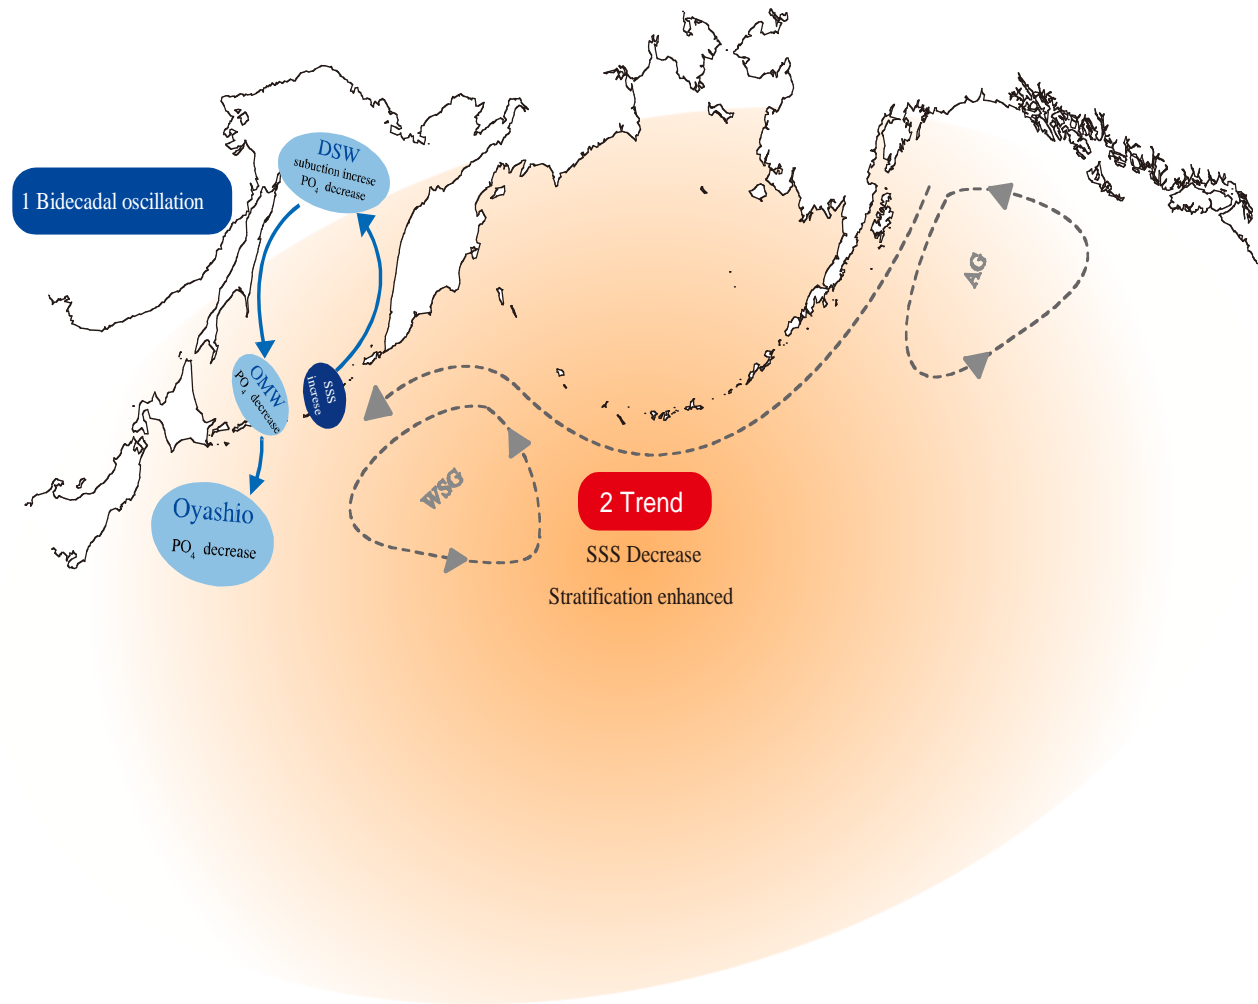 DSW
subuction increse
PO4 decrease
1 Bidecadal oscillation
AG
OMW
PO4 decrease
SSS
increse
WSG
2 Trend
Oyashio
PO4 decrease
SSS Decrease
Stratification enhanced